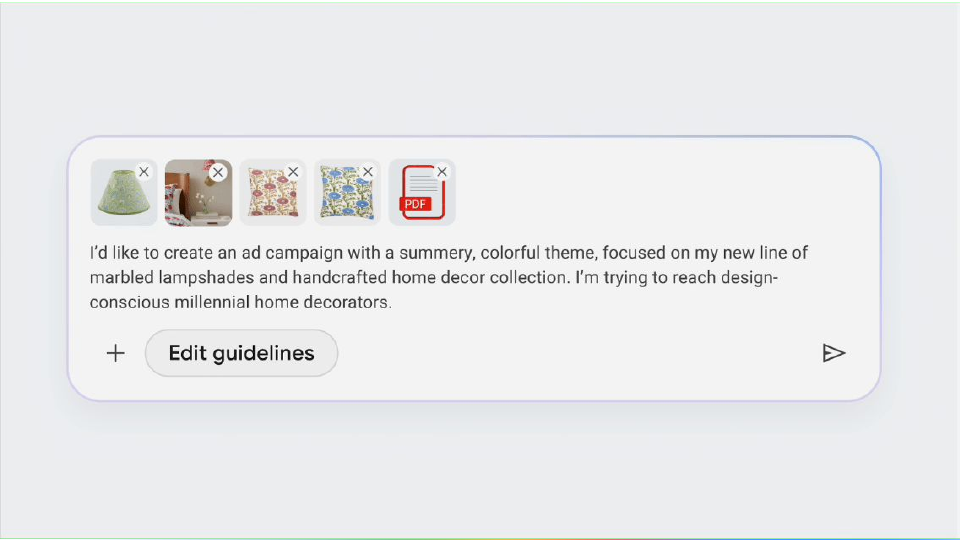 PDF
I’d like to create an ad campaign with a summery, colorful theme, focused on my new line of
marbled lampshades and handcrafted home decor collection. I’m trying to reach design-
conscious millennial home decorators.
Edit guidelines